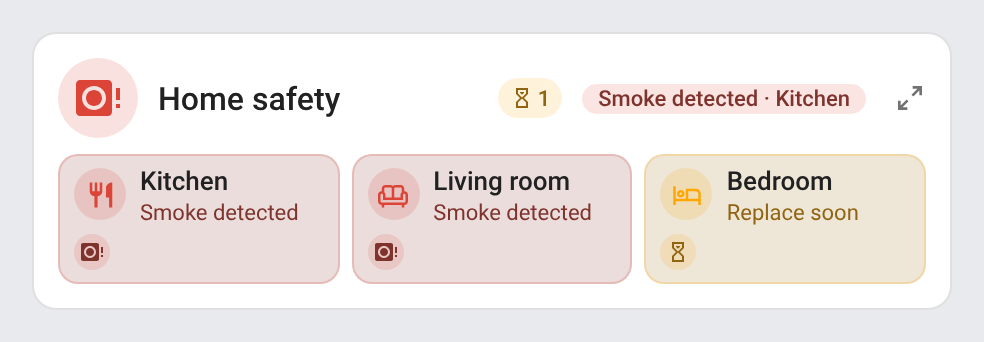 Home safety
1
Smoke detected · Kitchen
Kitchen
Smoke detected
Living room
Smoke detected
Bedroom
Replace soon